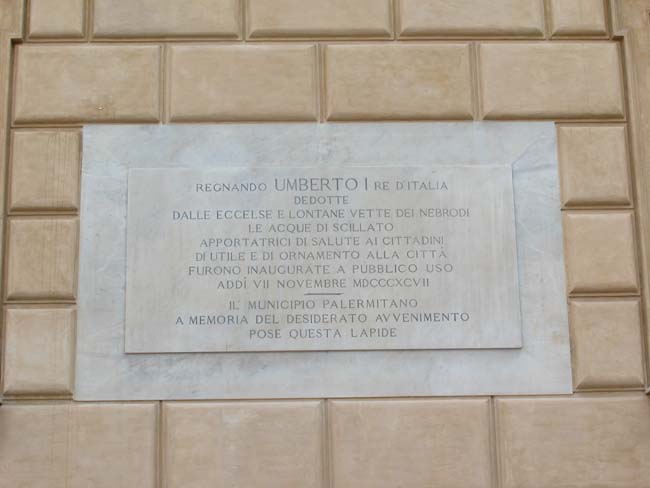 REGNANDO UMBERTO I RE D'ITALIA
DEDOTTE
DALLE ECCELSE E LONTANE VETTE DEI NEBRODI
LE ACQUE DI SCILLATO
APPORTATRICI DI SALUTE AI CITTADINI
DI UTILE E DI ORNAMENTO ALLA CITTÀ
FURONO INAUGURATE A PUBBLICO USO
ADDÌ VII NOVEMBRE MDCCCXCVII
IL MUNICIPIO PALERMITANO
A MEMORIA DEL DESIDERATO AVVENIMENTO
POSE QUESTA LAPIDE